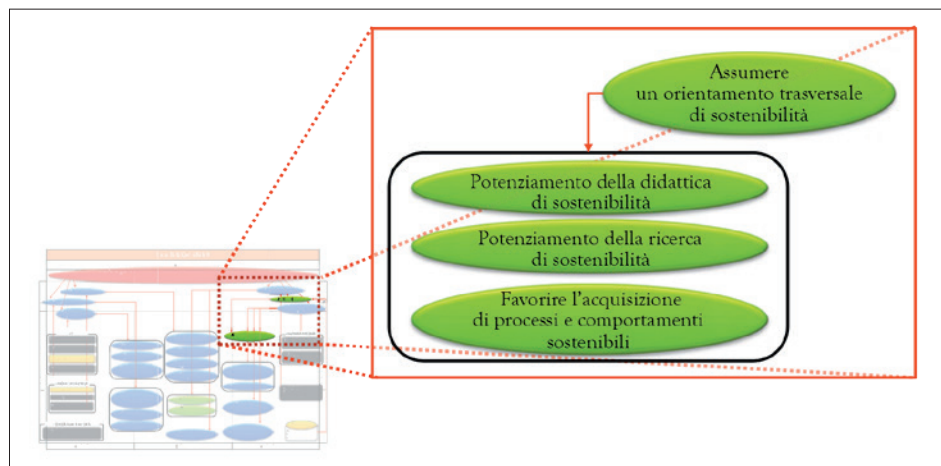 Assumere
un orientamento trasversale
di sostenibilità
Potenziamento della didattica
di sostenibilità
Potenziamento della ricerca
di sostenibilità
Favorire l'acquisizione
di processi e comportamenti
sostenibili